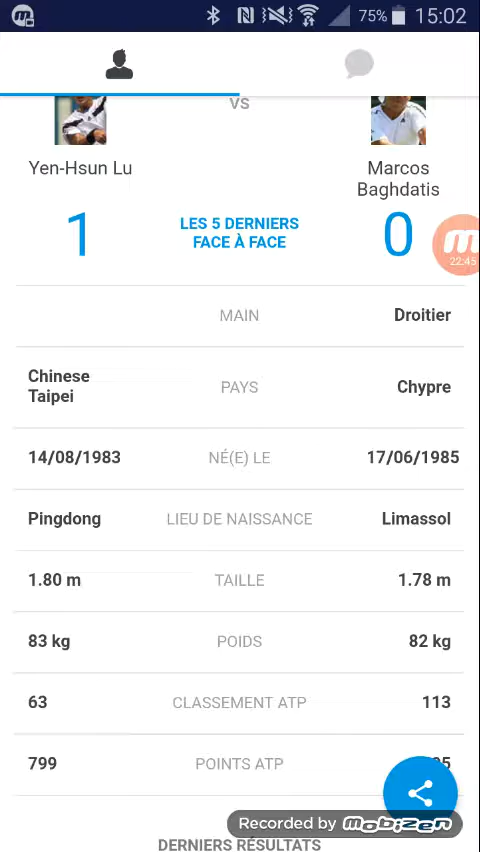 75% 15:02
VS
Yen-Hsun Lu
Marcos
Baghdatis
1
LES 5 DERNIERS
FACE À FACE
0
22:45
MAIN
Droitier
Chinese
Taipei
PAYS
Chypre
14/08/1983
NÉ(E) LE
17/06/1985
Pingdong
LIEU DE NAISSANCE
Limassol
1.80 m
TAILLE
1.78 m
83 kg
POIDS
82 kg
63
CLASSEMENT ATP
113
799
POINTS ATP
Recorded by MOBIZEN
DERNIERS RÉSULTATS